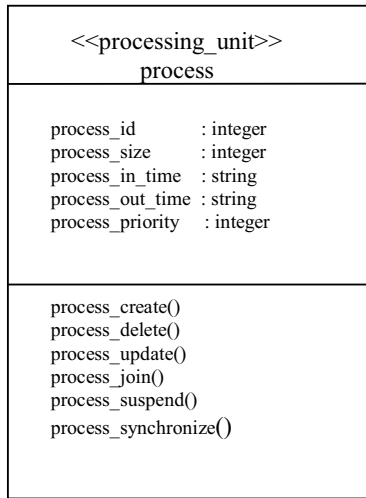 <<processing_unit>>
process
process_id : integer
process_size : integer
process_in_time : string
process_out_time : string
process_priority : integer
process_create()
process_delete()
process_update()
process_join()
process_suspend()
process_synchronize()